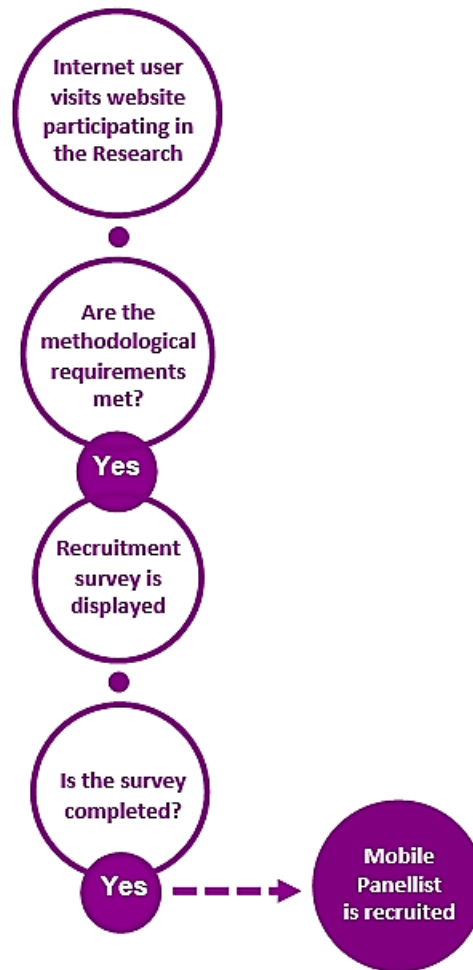 Internet user
visits website
participating in
the Research
Are the
methodological
requirements
met?
Yes
Recruitment
survey is
displayed
Is the survey
completed?
Yes
Mobile
Panellist
is recruited